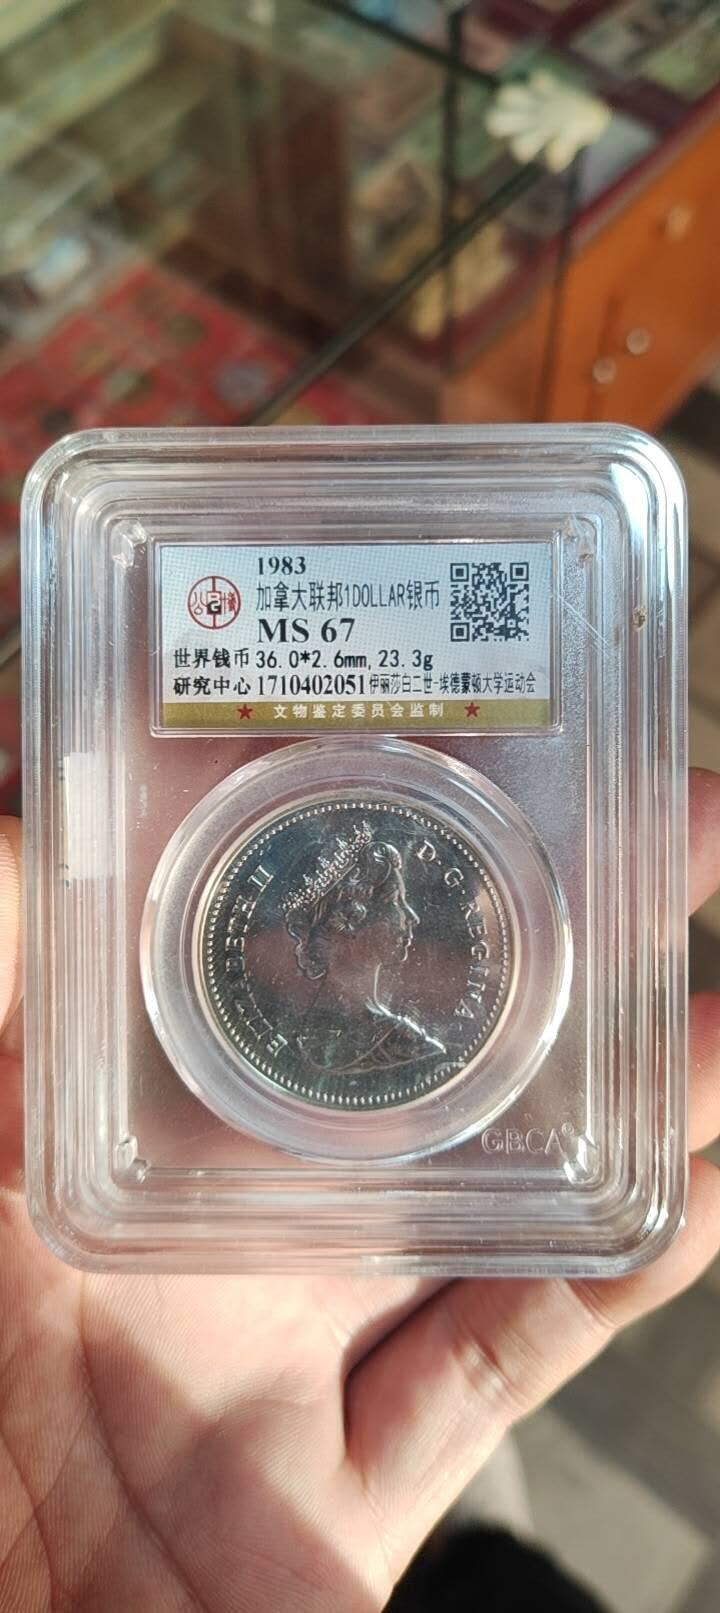 1983
加拿大联邦1DOLLAR银币
MS 67
世界钱币 36.0*2.6mm, 23.3g
研究中心 1710402051 伊丽莎白二世-埃德蒙顿大学运动会
★ 文物鉴定委员会监制 ★
ELIZABETH II D·G·REGINA
GBCA®